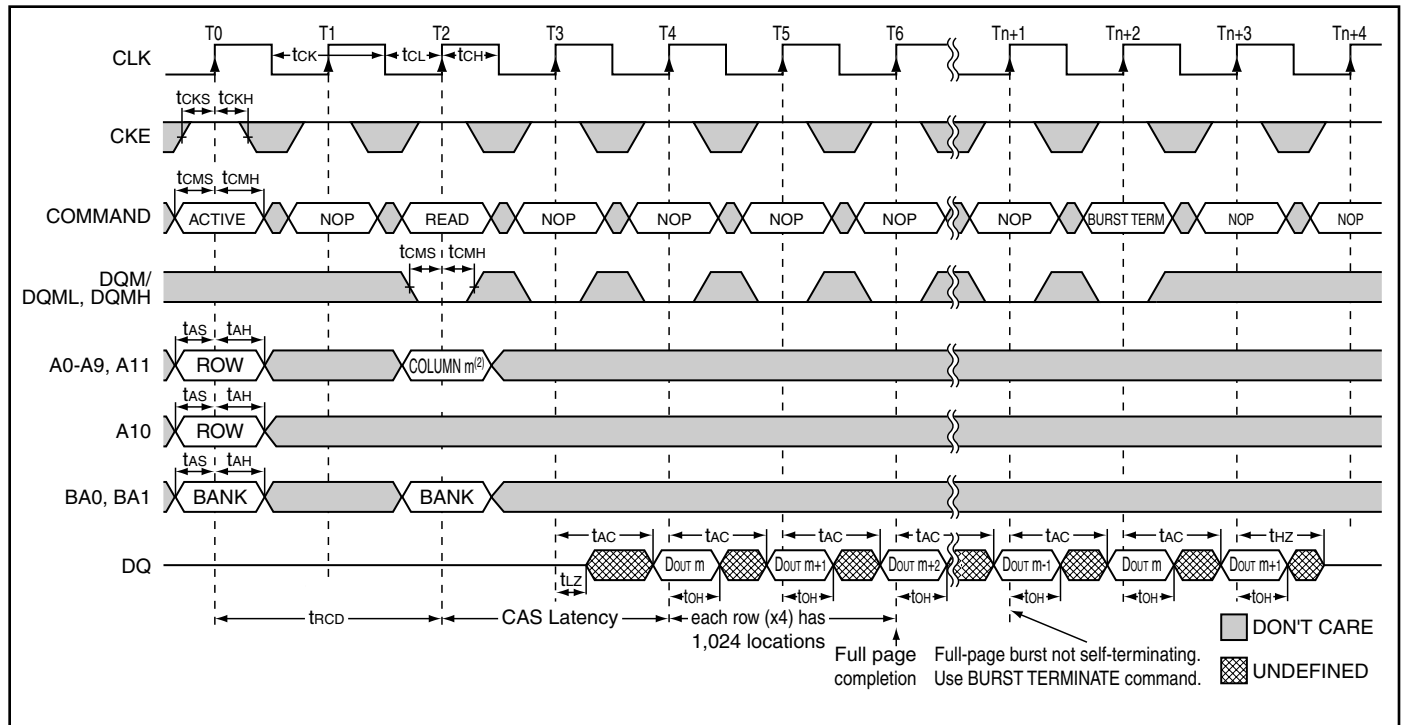 T0 T1 T2 T3 T4 T5 T6 Tn+1 Tn+2 Tn+3 Tn+4
CLK tCK tCL tCH
tCKS tCKH
CKE
tCMS tCMH
COMMAND ACTIVE NOP READ NOP NOP NOP NOP NOP BURST TERM NOP NOP
tCMS tCMH
DQM/
DQML, DQMH
tAS tAH
A0-A9, A11 ROW COLUMN m(2)
tAS tAH
A10 ROW
tAS tAH
BA0, BA1 BANK BANK
tAC tAC tAC tAC tAC tAC tHZ
DQ DOUT m DOUT m+1 DOUT m+2 DOUT m-1 DOUT m DOUT m+1
tLZ tOH tOH tOH tOH tOH tOH
tRCD CAS Latency each row (x4) has
1,024 locations
Full page
completion
Full-page burst not self-terminating.
Use BURST TERMINATE command.
DON'T CARE
UNDEFINED